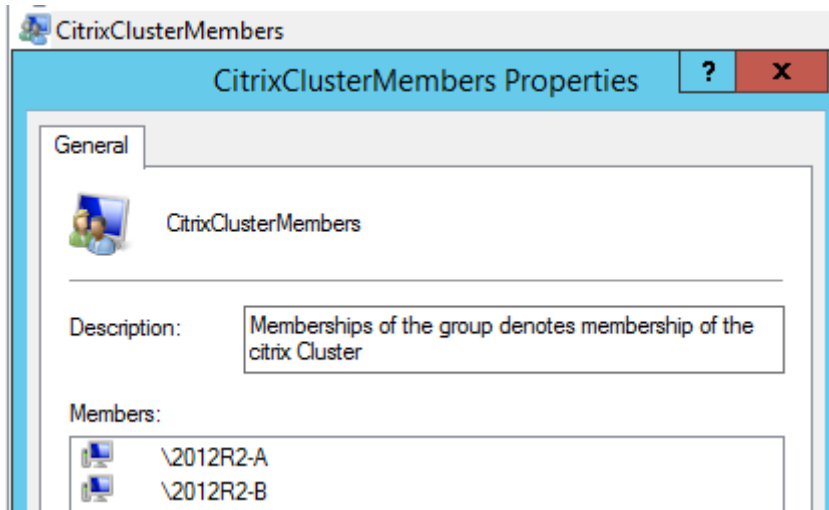 CitrixClusterMembers
CitrixClusterMembers Properties
?
x
General
CitrixClusterMembers
Description:
Memberships of the group denotes membership of the
citrix Cluster
Members:
\2012R2-A
\2012R2-B